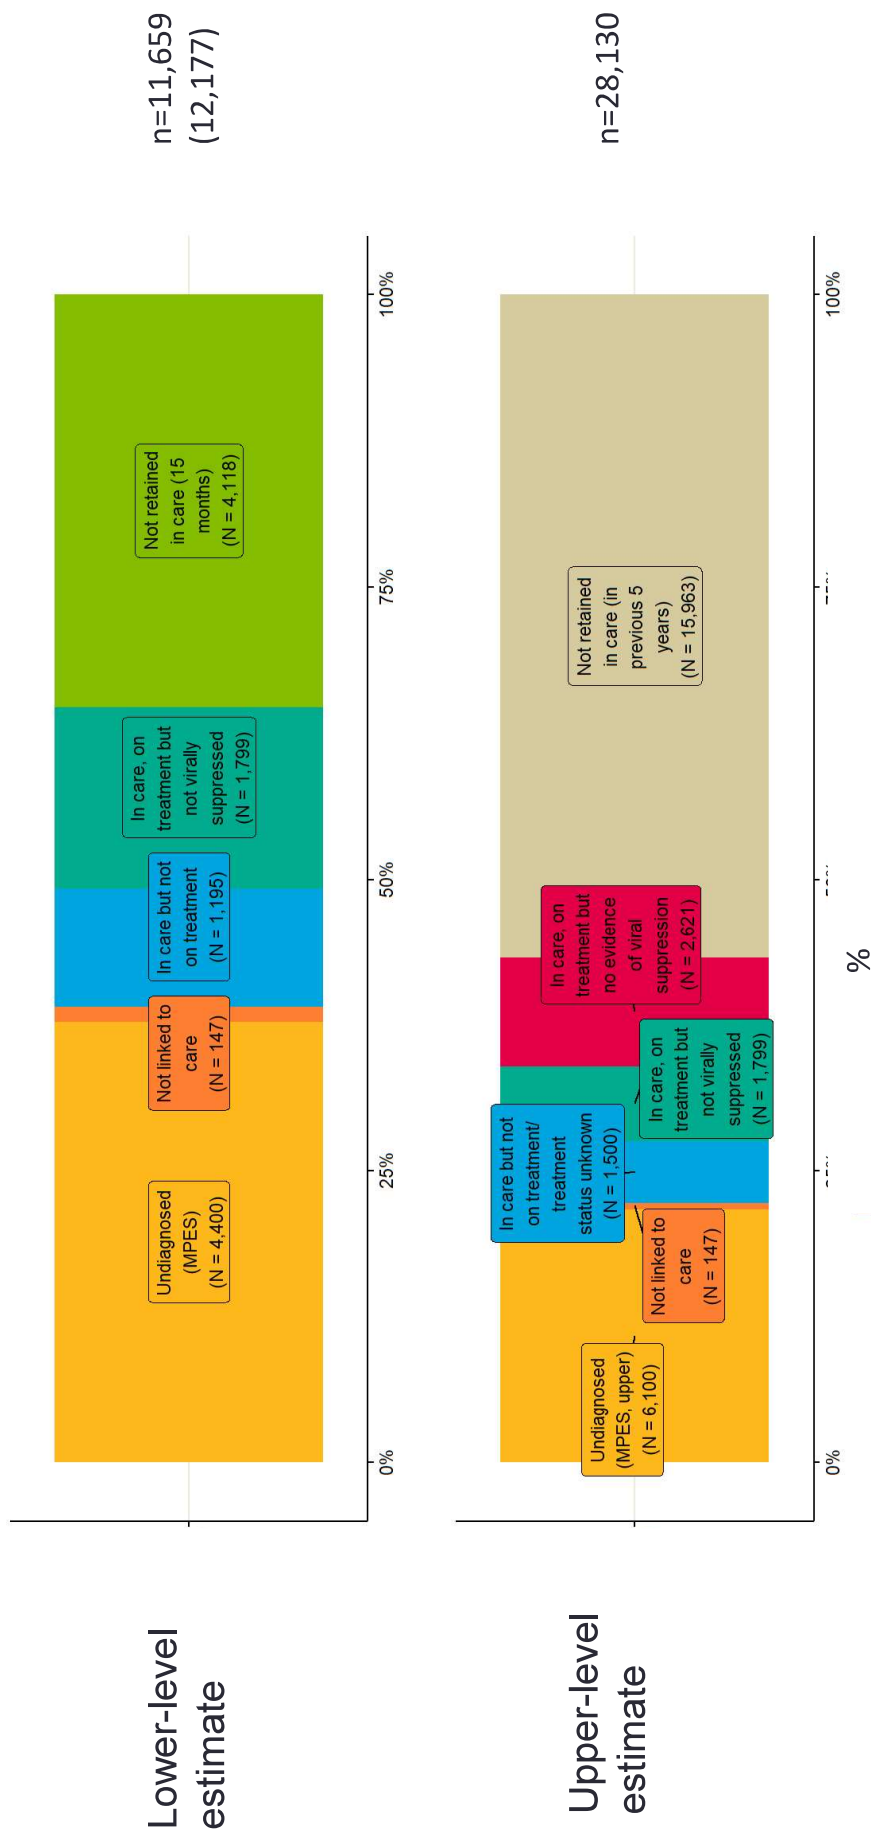 Lower-level
estimate
Undiagnosed
(MPES)
(N = 4,400)
Not linked to
care
(N = 147)
In care but not
on treatment
(N = 1,195)
In care, on
treatment but
not virally
suppressed
(N = 1,799)
Not retained
in care (15
months)
(N = 4,118)
0%
25%
50%
75%
100%
n=11,659
(12,177)
Upper-level
estimate
Undiagnosed
(MPES, upper)
(N = 6,100)
Not linked to
care
(N = 147)
In care but not
on treatment/
treatment
status unknown
(N = 1,500)
In care, on
treatment but
not virally
suppressed
(N = 1,799)
In care, on
treatment but
no evidence
of viral
suppression
(N = 2,621)
Not retained
in care (in
previous 5
years)
(N = 15,963)
0%
100%
%
n=28,130